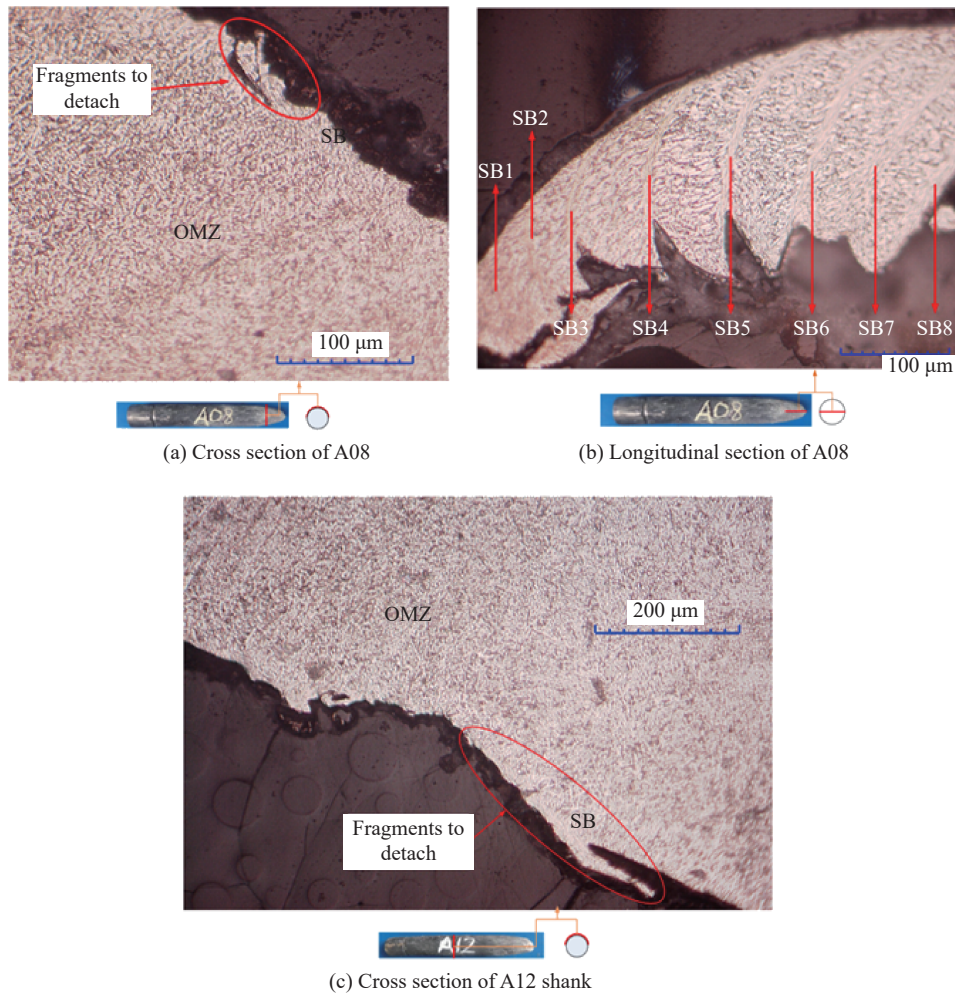 Fragments to
detach
SB
OMZ
100 μm
A08
(a) Cross section of A08
SB2
SB1
SB3
SB4
SB5
SB6
SB7
SB8
100 μm
A08
(b) Longitudinal section of A08
OMZ
200 μm
SB
Fragments to
detach
A12
(c) Cross section of A12 shank